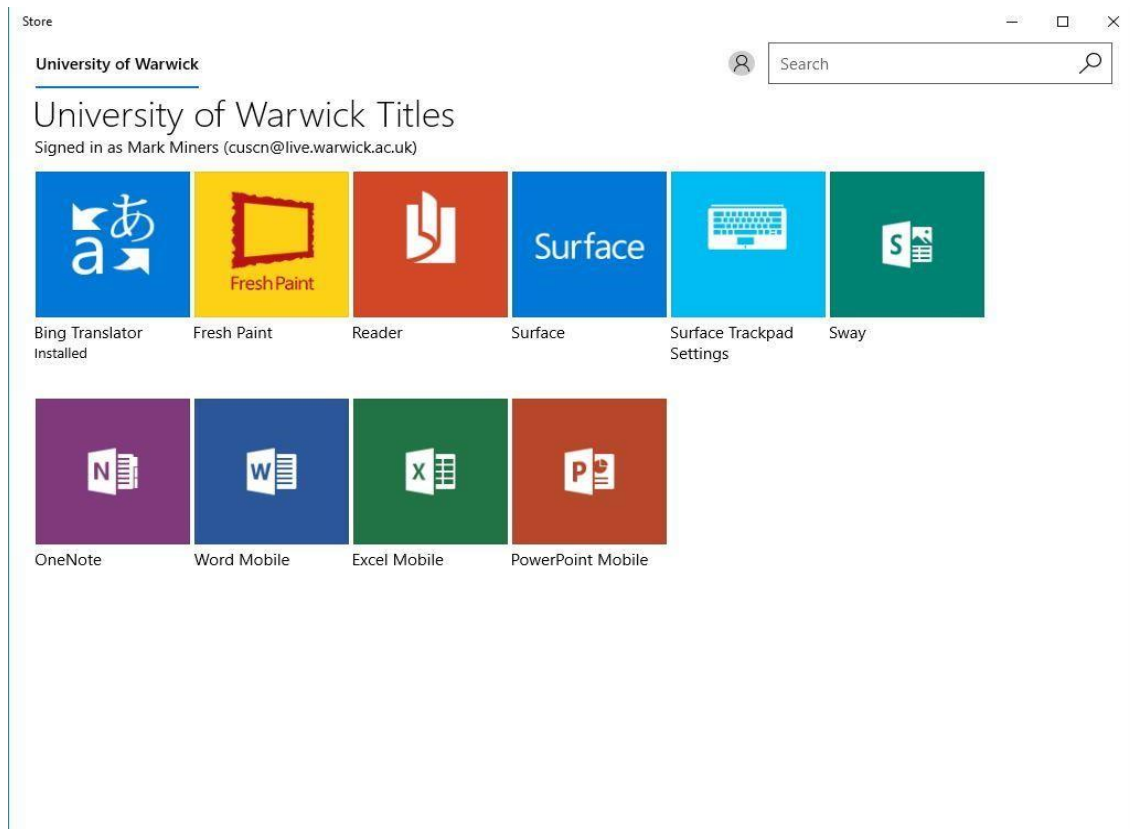 Store
University of Warwick
Search
University of Warwick Titles
Signed in as Mark Miners (cuscn@live.warwick.ac.uk)
あ
a
Fresh Paint
Surface
S
Bing Translator
Installed
Fresh Paint
Reader
Surface
Surface Trackpad
Settings
Sway
N
W
X
P
OneNote
Word Mobile
Excel Mobile
PowerPoint Mobile